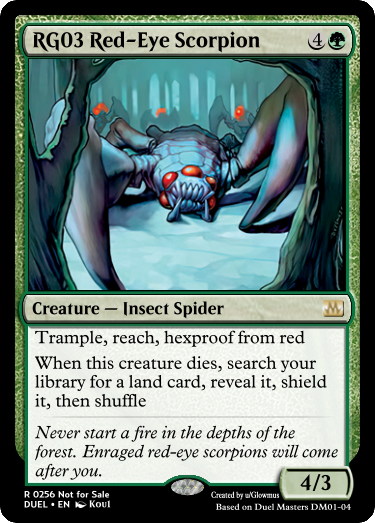 RG03 Red-Eye Scorpion 4
Creature — Insect Spider
Trample, reach, hexproof from red
When this creature dies, search your
library for a land card, reveal it, shield
it, then shuffle
Never start a fire in the depths of the
forest. Enraged red-eye scorpions will come
after you.
4/3
R 0256 Not for Sale
DUEL • EN Koul
Created by u/Glowmus
Based on Duel Masters DM01-04